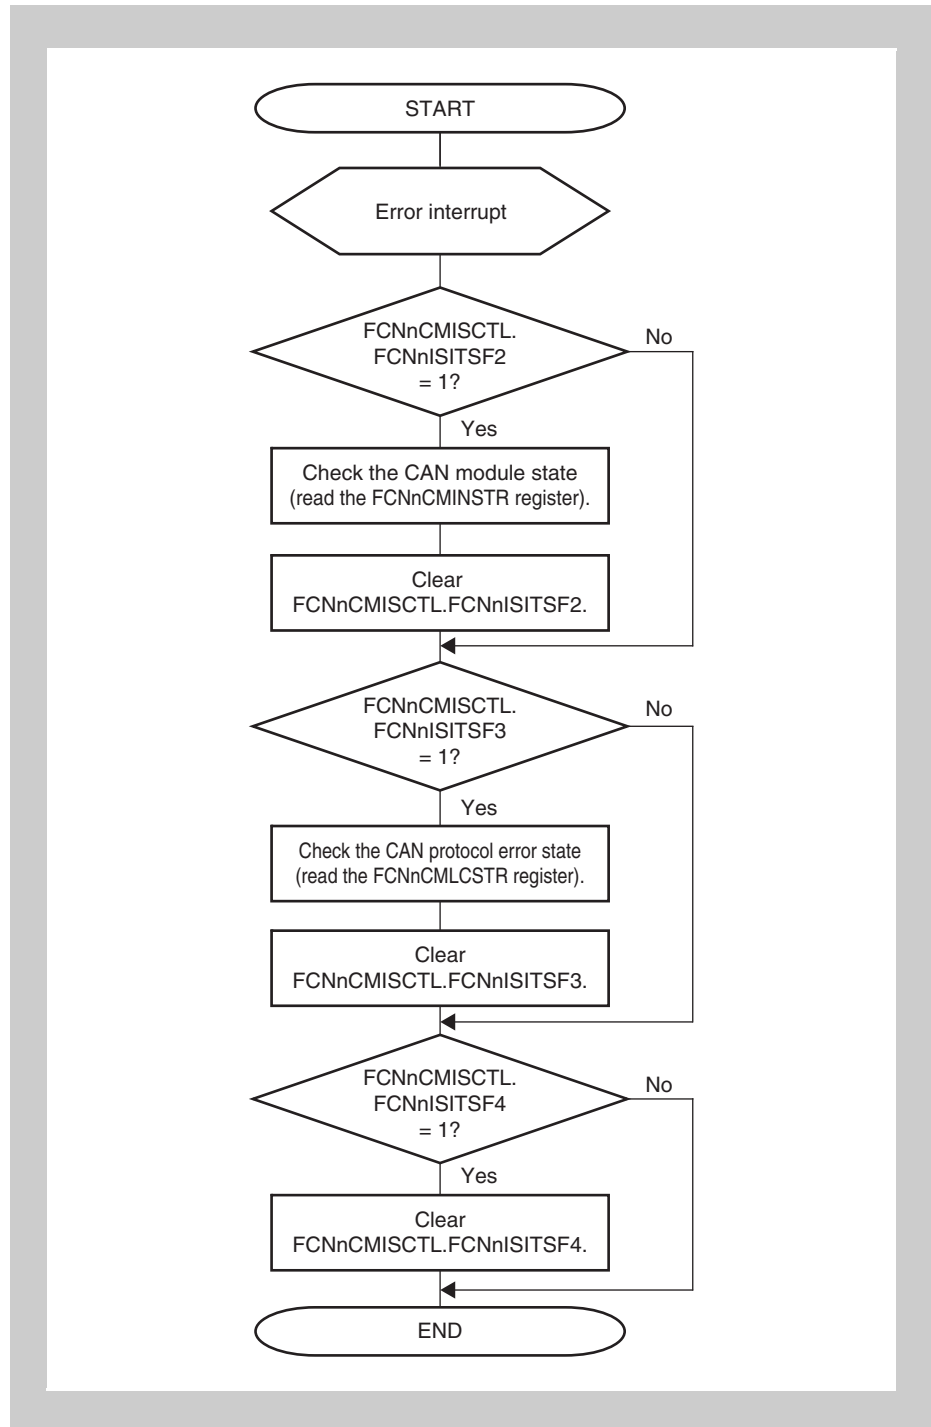 START
Error interrupt
FCNnCMISCTL.
FCNnISITSF2
= 1?
No
Yes
Check the CAN module state
(read the FCNnCMINSTR register).
Clear
FCNnCMISCTL.FCNnISITSF2.
FCNnCMISCTL.
FCNnISITSF3
= 1?
No
Yes
Check the CAN protocol error state
(read the FCNnCMLCSTR register).
Clear
FCNnCMISCTL.FCNnISITSF3.
FCNnCMISCTL.
FCNnISITSF4
= 1?
No
Yes
Clear
FCNnCMISCTL.FCNnISITSF4.
END